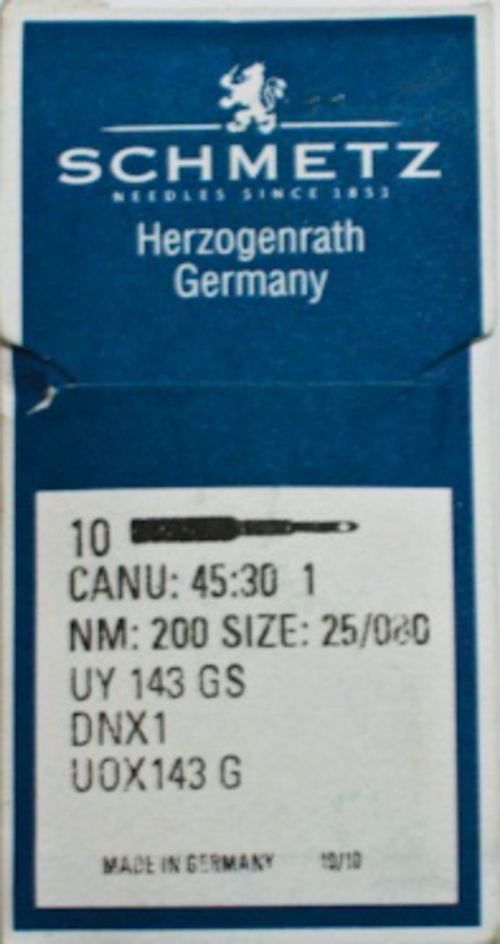 SCHMETZ
NEEDLES SINCE 1851
Herzogenrath
Germany
10
CANU: 45:30 1
NM: 200 SIZE: 25/080
UY 143 GS
DNX1
UOX143 G
MADE IN GERMANY 10/10